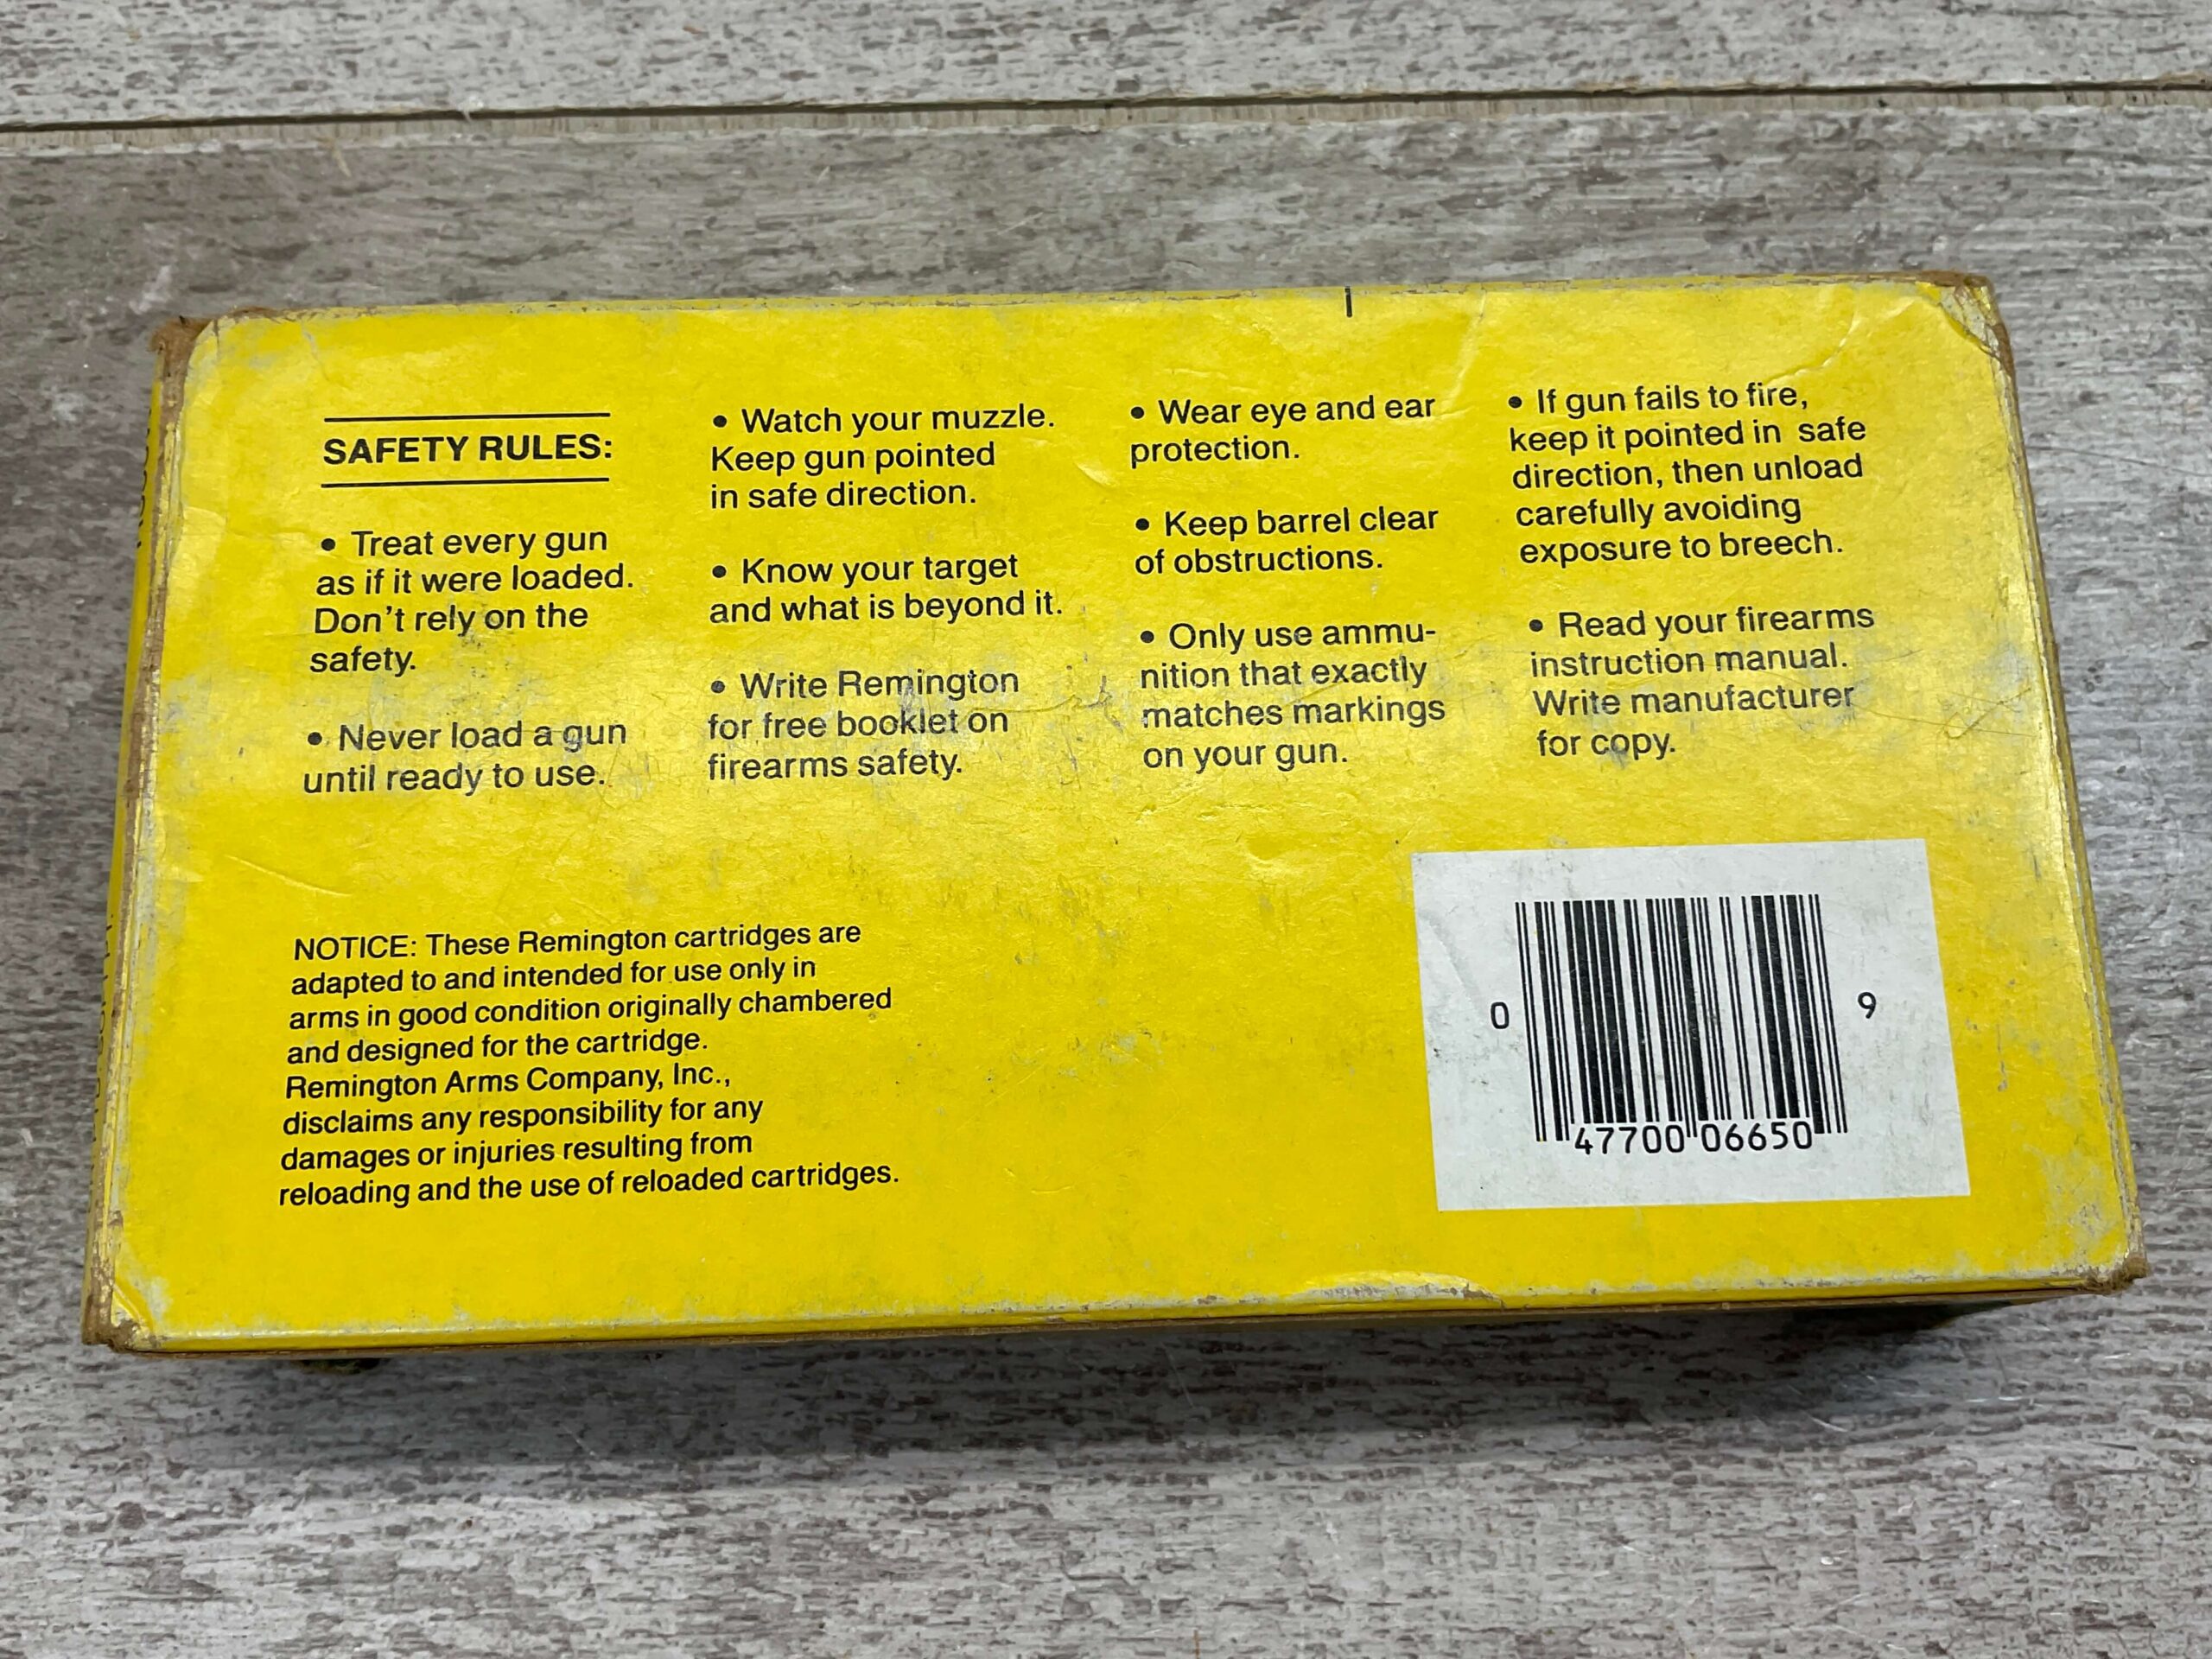 SAFETY RULES:
• Treat every gun
as if it were loaded.
Don't rely on the
safety.
• Never load a gun
until ready to use.
• Watch your muzzle.
Keep gun pointed
in safe direction.
• Know your target
and what is beyond it.
• Write Remington
for free booklet on
firearms safety.
• Wear eye and ear
protection.
• Keep barrel clear
of obstructions.
• Only use ammu-
nition that exactly
matches markings
on your gun.
• If gun fails to fire,
keep it pointed in safe
direction, then unload
carefully avoiding
exposure to breech.
• Read your firearms
instruction manual.
Write manufacturer
for copy.
NOTICE: These Remington cartridges are
adapted to and intended for use only in
arms in good condition originally chambered
and designed for the cartridge.
Remington Arms Company, Inc.,
disclaims any responsibility for any
damages or injuries resulting from
reloading and the use of reloaded cartridges.
0 47700 06650 9